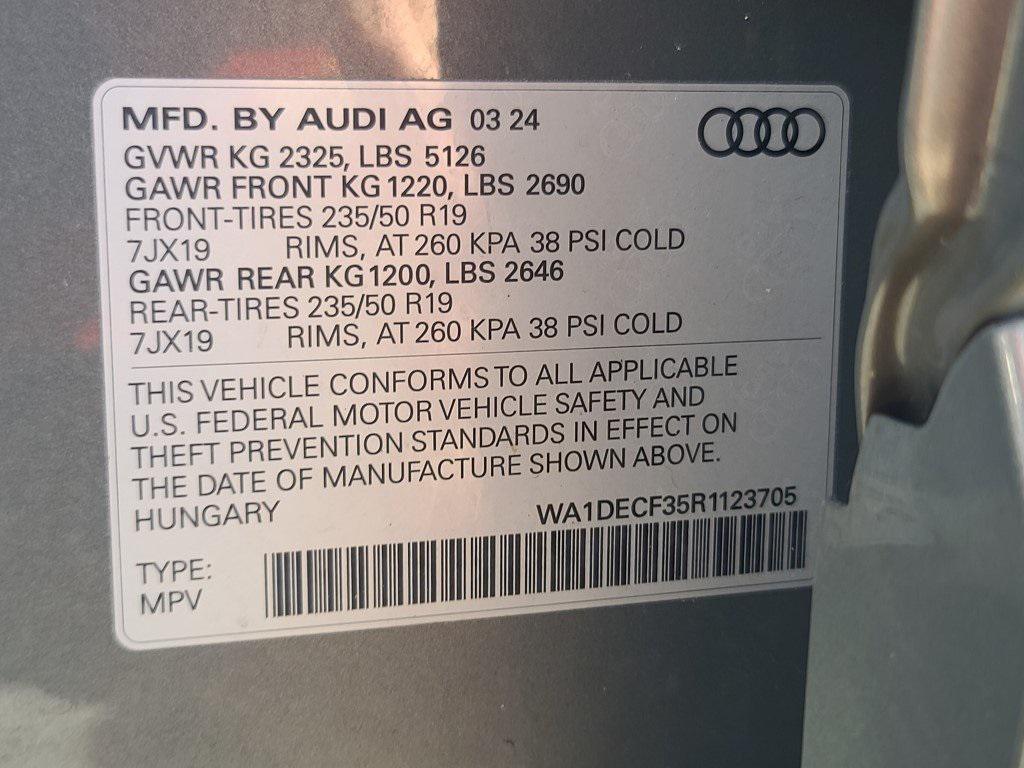 MFD. BY AUDI AG 03 24
GVWR KG 2325, LBS 5126
GAWR FRONT KG 1220, LBS 2690
FRONT-TIRES 235/50 R19
7JX19 RIMS, AT 260 KPA 38 PSI COLD
GAWR REAR KG 1200, LBS 2646
REAR-TIRES 235/50 R19
7JX19 RIMS, AT 260 KPA 38 PSI COLD
THIS VEHICLE CONFORMS TO ALL APPLICABLE
U.S. FEDERAL MOTOR VEHICLE SAFETY AND
THEFT PREVENTION STANDARDS IN EFFECT ON
THE DATE OF MANUFACTURE SHOWN ABOVE.
HUNGARY WA1DECF35R1123705
TYPE:
MPV